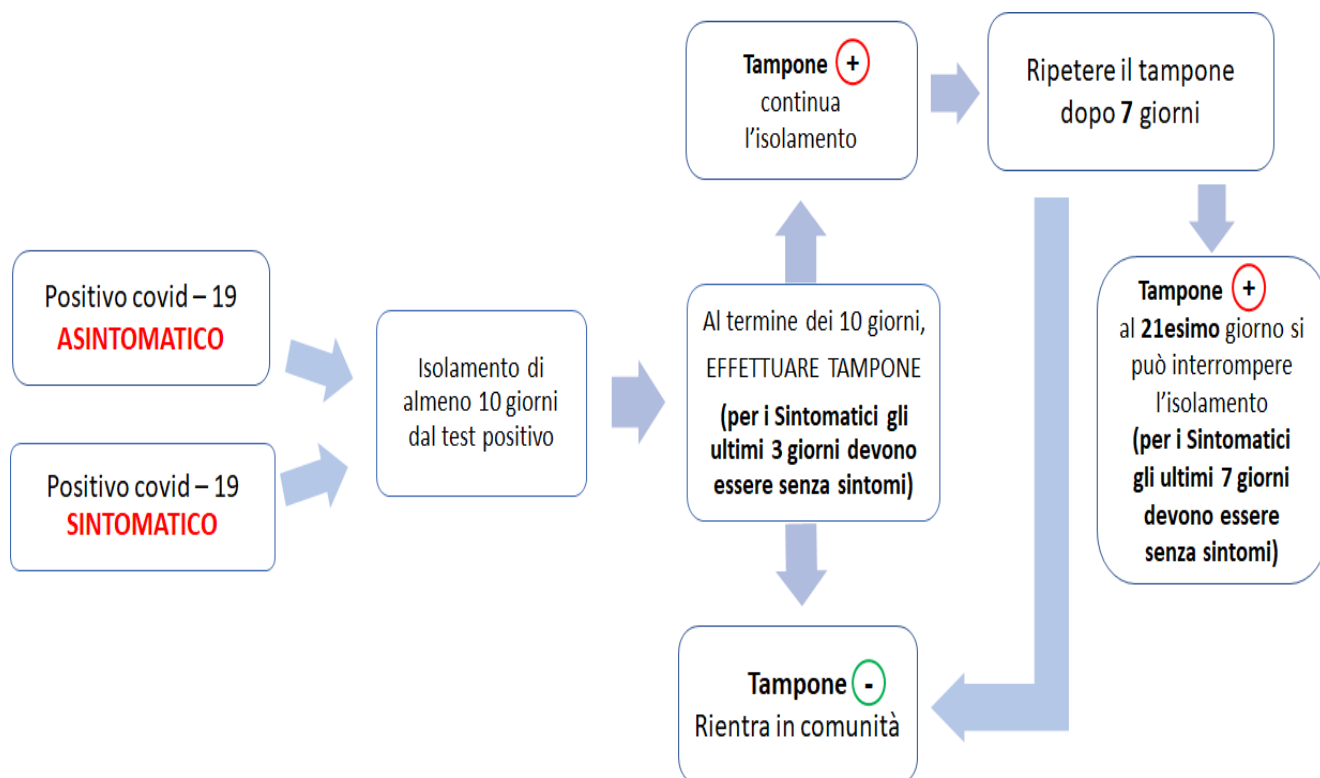 Positivo covid – 19
ASINTOMATICO
Positivo covid – 19
SINTOMATICO
Isolamento di
almeno 10 giorni
dal test positivo
Al termine dei 10 giorni,
EFFETTUARE TAMPONE
(per i Sintomatici gli
ultimi 3 giorni devono
essere senza sintomi)
Tampone +
continua
l’isolamento
Ripetere il tampone
dopo 7 giorni
Tampone +
al 21esimo giorno si
può interrompere
l’isolamento
(per i Sintomatici
gli ultimi 7 giorni
devono essere
senza sintomi)
Tampone -
Rientra in comunità